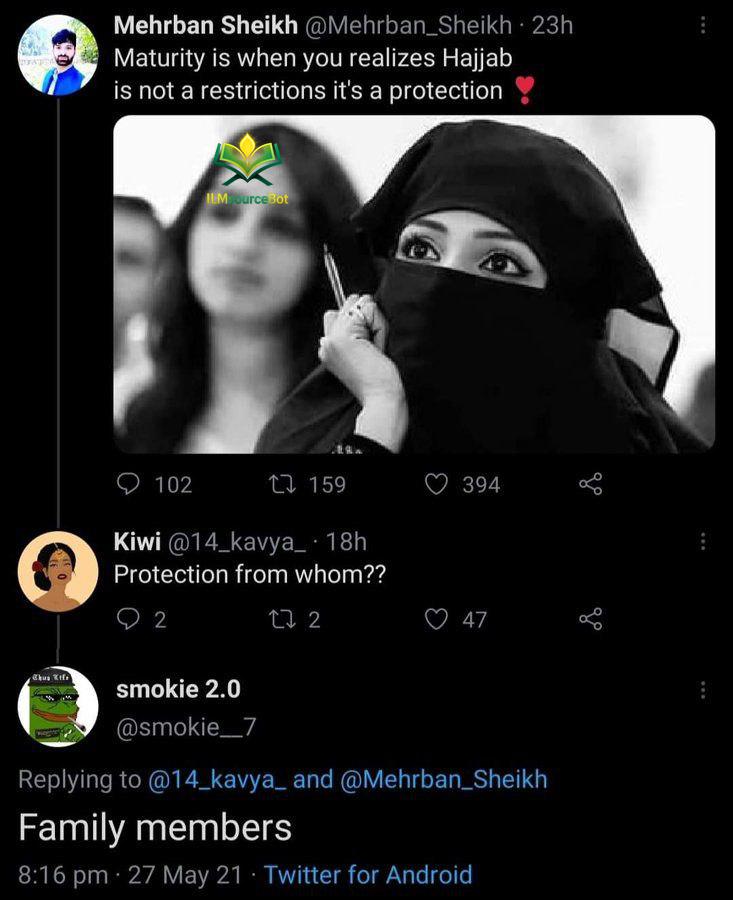 Mehrban Sheikh @Mehrban_Sheikh · 23h
Maturity is when you realizes Hajjab
is not a restrictions it's a protection ❣️
ILMsourceBot
102 159 394
Kiwi @14_kavya_ · 18h
Protection from whom??
2 2 47
Thug Life
smokie 2.0
@smokie__7
Replying to @14_kavya_ and @Mehrban_Sheikh
Family members
8:16 pm · 27 May 21 · Twitter for Android